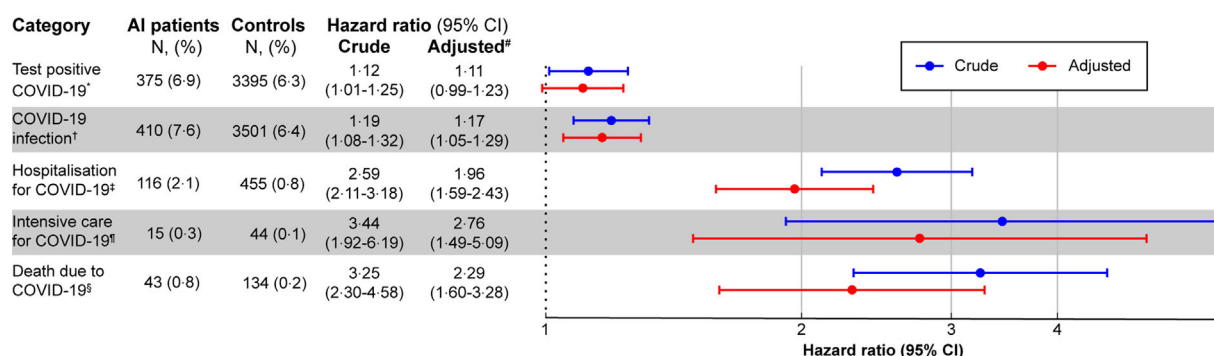 Category AI patients Controls Hazard ratio (95% CI)
N, (%) N, (%) Crude Adjusted#
Crude Adjusted
Test positive 1·12 1·11
COVID-19* 375 (6·9) 3395 (6·3) (1·01-1·25) (0·99-1·23)
COVID-19 1·19 1·17
infection† 410 (7·6) 3501 (6·4) (1·08-1·32) (1·05-1·29)
Hospitalisation 2·59 1·96
for COVID-19‡ 116 (2·1) 455 (0·8) (2·11-3·18) (1·59-2·43)
Intensive care 3·44 2·76
for COVID-19¶ 15 (0·3) 44 (0·1) (1·92-6·19) (1·49-5·09)
Death due to 3·25 2·29
COVID-19§ 43 (0·8) 134 (0·2) (2·30-4·58) (1·60-3·28)
1 2 3 4
Hazard ratio (95% CI)